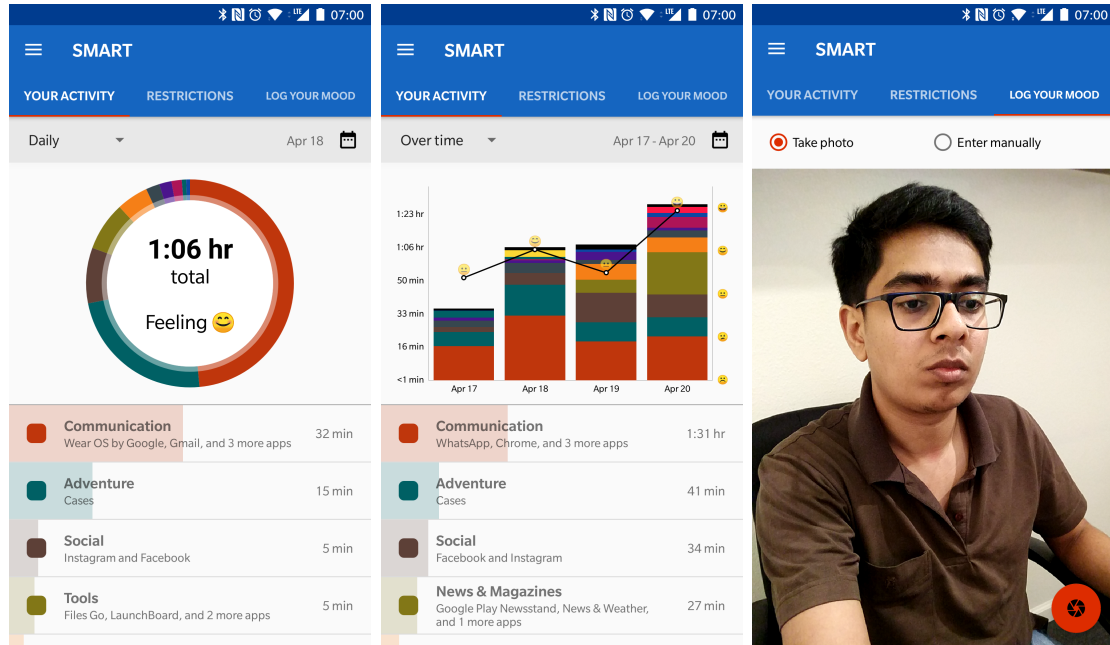 07:00
SMART
YOUR ACTIVITY RESTRICTIONS LOG YOUR MOOD
Daily Apr 18
1:06 hr
total
Feeling 😊
Communication
Wear OS by Google, Gmail, and 3 more apps
32 min
Adventure
Cases
15 min
Social
Instagram and Facebook
5 min
Tools
Files Go, LaunchBoard, and 2 more apps
5 min
LTE 07:00
SMART
YOUR ACTIVITY RESTRICTIONS LOG YOUR MOOD
Over time Apr 17 - Apr 20
1:23 hr
1:06 hr
50 min
33 min
16 min
<1 min
Apr 17 Apr 18 Apr 19 Apr 20
Communication
WhatsApp, Chrome, and 3 more apps
1:31 hr
Adventure
Cases
41 min
Social
Facebook and Instagram
34 min
News & Magazines
Google Play Newsstand, News & Weather,
and 1 more apps
27 min
LTE 07:00
SMART
YOUR ACTIVITY RESTRICTIONS LOG YOUR MOOD
Take photo Enter manually